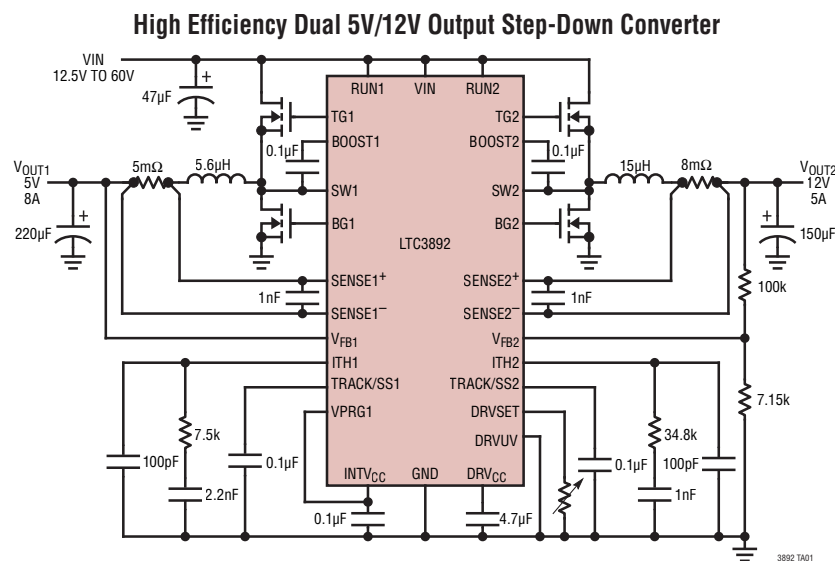 High Efficiency Dual 5V/12V Output Step-Down Converter
VIN
12.5V TO 60V
47µF
RUN1
VIN
RUN2
TG1
TG2
0.1µF
BOOST1
BOOST2
0.1µF
VOUT1
5V
8A
5mΩ
5.6µH
SW1
SW2
15µH
8mΩ
VOUT2
12V
5A
220µF
BG1
LTC3892
BG2
150µF
SENSE1+
SENSE2+
1nF
1nF
100k
SENSE1−
SENSE2−
VFB1
VFB2
ITH1
ITH2
TRACK/SS1
TRACK/SS2
7.15k
VPRG1
DRVSET
7.5k
34.8k
DRVUV
100pF
0.1µF
0.1µF
100pF
INTVCC
GND
DRVCC
2.2nF
1nF
0.1µF
4.7µF
3892 TA01